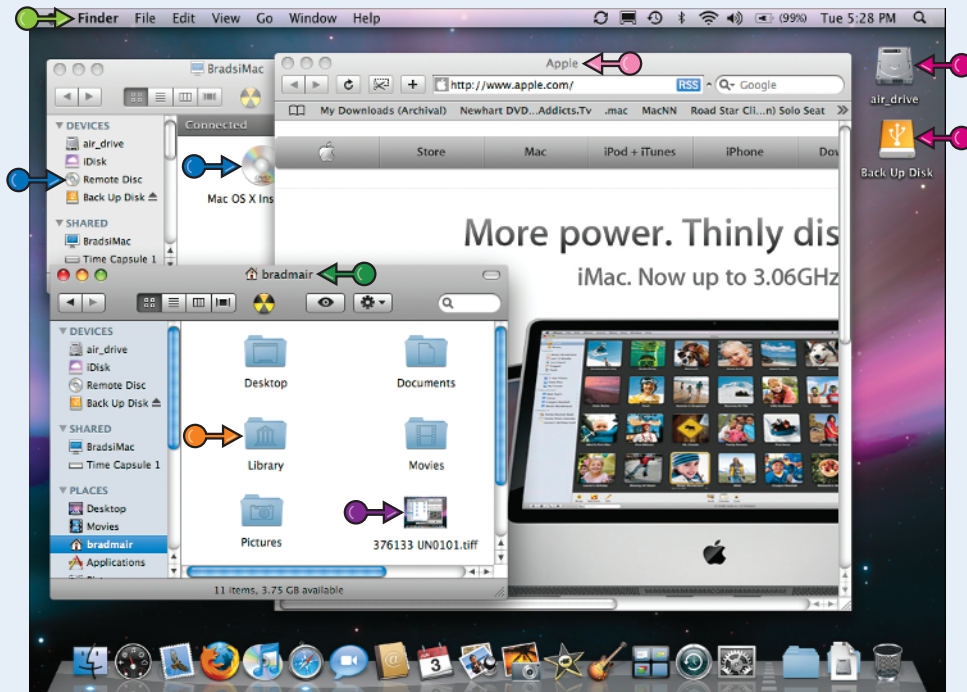 Finder File Edit View Go Window Help (99%) Tue 5:28 PM
BradsiMac
DEVICES
air_drive
iDisk
Remote Disc
Back Up Disk
SHARED
BradsiMac
Time Capsule 1
Connected
Mac OS X Ins
Apple
http://www.apple.com/ RSS Google
My Downloads (Archival) Newhart DVD...Addicts.Tv .mac MacNN Road Star Cli...n) Solo Seat
Store Mac iPod + iTunes iPhone Dov
More power. Thinly dis
iMac. Now up to 3.06GHz
air_drive
Back Up Disk
bradmair
DEVICES
air_drive
iDisk
Remote Disc
Back Up Disk
SHARED
BradsiMac
Time Capsule 1
PLACES
Desktop
Movies
bradmair
Applications
Desktop Documents
Library Movies
Pictures 376133 UN0101.tiff
11 items, 3.75 GB available
3